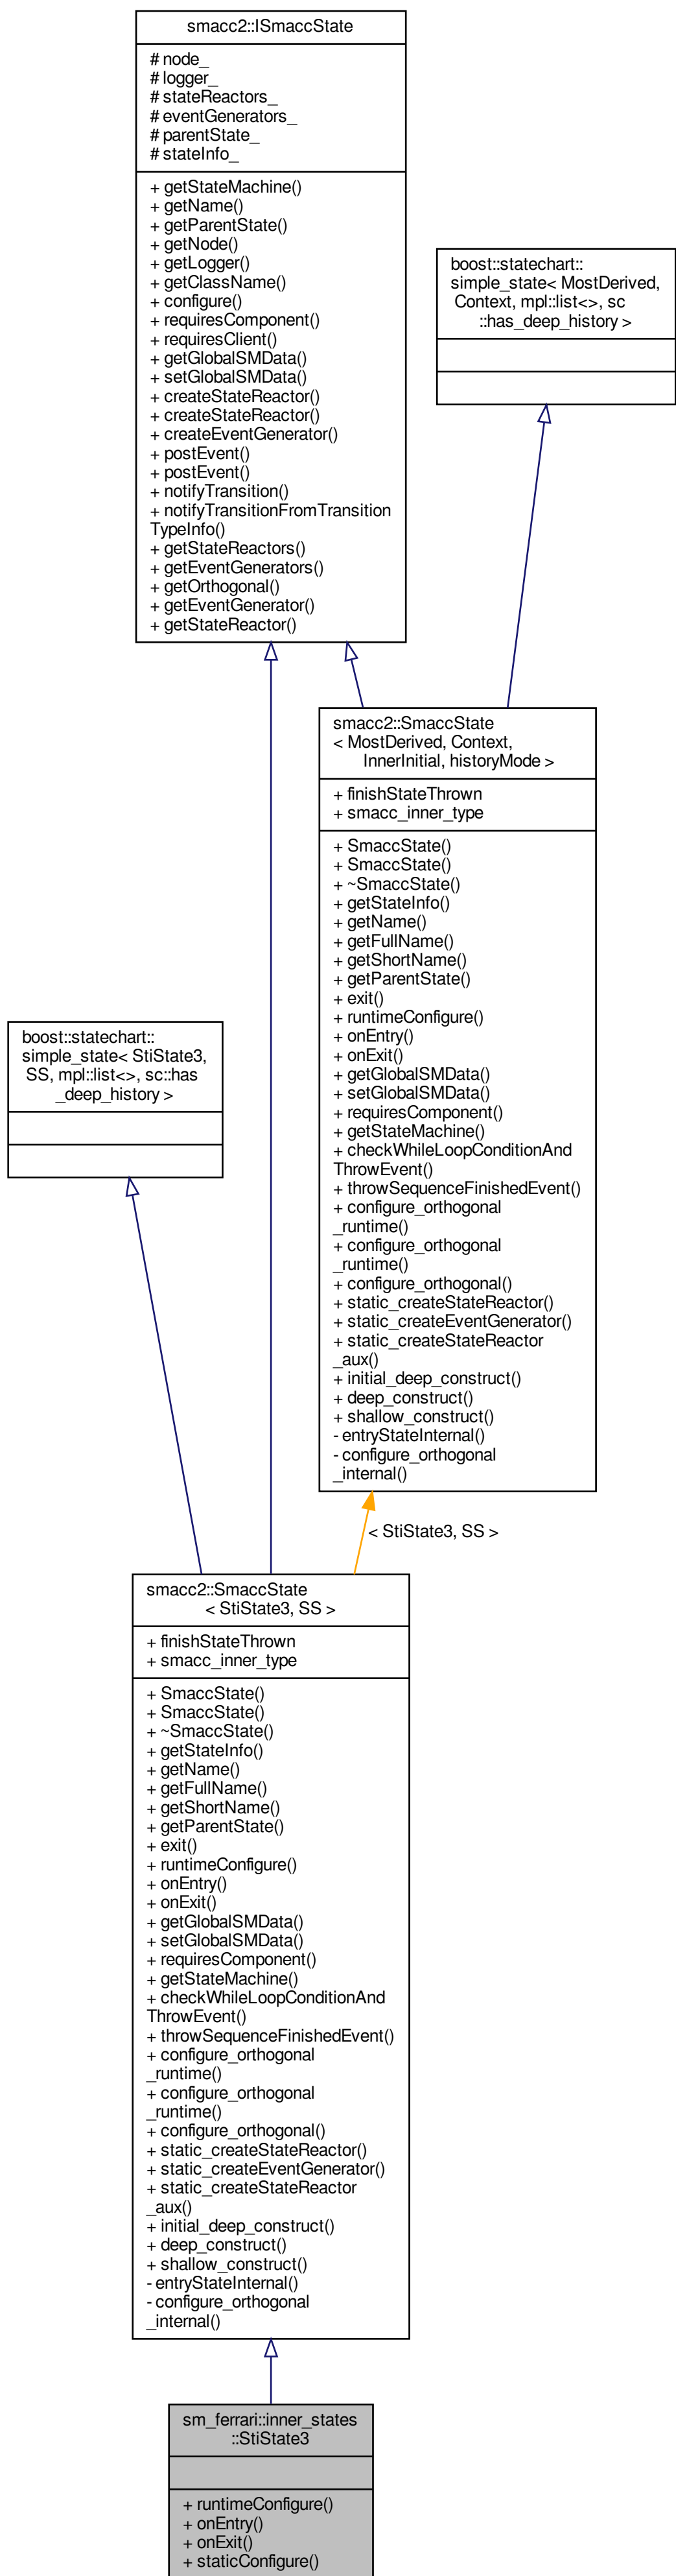 smacc2::ISmaccState
# node_
# logger_
# stateReactors_
# eventGenerators_
# parentState_
# stateInfo_
+ getStateMachine()
+ getName()
+ getParentState()
+ getNode()
+ getLogger()
+ getClassName()
+ configure()
+ requiresComponent()
+ requiresClient()
+ getGlobalSMData()
+ setGlobalSMData()
+ createStateReactor()
+ createStateReactor()
+ createEventGenerator()
+ postEvent()
+ postEvent()
+ notifyTransition()
+ notifyTransitionFromTransition
TypeInfo()
+ getStateReactors()
+ getEventGenerators()
+ getOrthogonal()
+ getEventGenerator()
+ getStateReactor()
boost::statechart::
simple_state< MostDerived,
Context, mpl::list<>, sc
::has_deep_history >
smacc2::SmaccState
< MostDerived, Context,
InnerInitial, historyMode >
+ finishStateThrown
+ smacc_inner_type
+ SmaccState()
+ SmaccState()
+ ~SmaccState()
+ getStateInfo()
+ getName()
+ getFullName()
+ getShortName()
+ getParentState()
+ exit()
+ runtimeConfigure()
+ onEntry()
+ onExit()
+ getGlobalSMData()
+ setGlobalSMData()
+ requiresComponent()
+ getStateMachine()
+ checkWhileLoopConditionAnd
ThrowEvent()
+ throwSequenceFinishedEvent()
+ configure_orthogonal
_runtime()
+ configure_orthogonal
_runtime()
+ configure_orthogonal()
+ static_createStateReactor()
+ static_createEventGenerator()
+ static_createStateReactor
_aux()
+ initial_deep_construct()
+ deep_construct()
+ shallow_construct()
- entryStateInternal()
- configure_orthogonal
_internal()
boost::statechart::
simple_state< StiState3,
SS, mpl::list<>, sc::has
_deep_history >
< StiState3, SS >
smacc2::SmaccState
< StiState3, SS >
+ finishStateThrown
+ smacc_inner_type
+ SmaccState()
+ SmaccState()
+ ~SmaccState()
+ getStateInfo()
+ getName()
+ getFullName()
+ getShortName()
+ getParentState()
+ exit()
+ runtimeConfigure()
+ onEntry()
+ onExit()
+ getGlobalSMData()
+ setGlobalSMData()
+ requiresComponent()
+ getStateMachine()
+ checkWhileLoopConditionAnd
ThrowEvent()
+ throwSequenceFinishedEvent()
+ configure_orthogonal
_runtime()
+ configure_orthogonal
_runtime()
+ configure_orthogonal()
+ static_createStateReactor()
+ static_createEventGenerator()
+ static_createStateReactor
_aux()
+ initial_deep_construct()
+ deep_construct()
+ shallow_construct()
- entryStateInternal()
- configure_orthogonal
_internal()
sm_ferrari::inner_states
::StiState3
+ runtimeConfigure()
+ onEntry()
+ onExit()
+ staticConfigure()